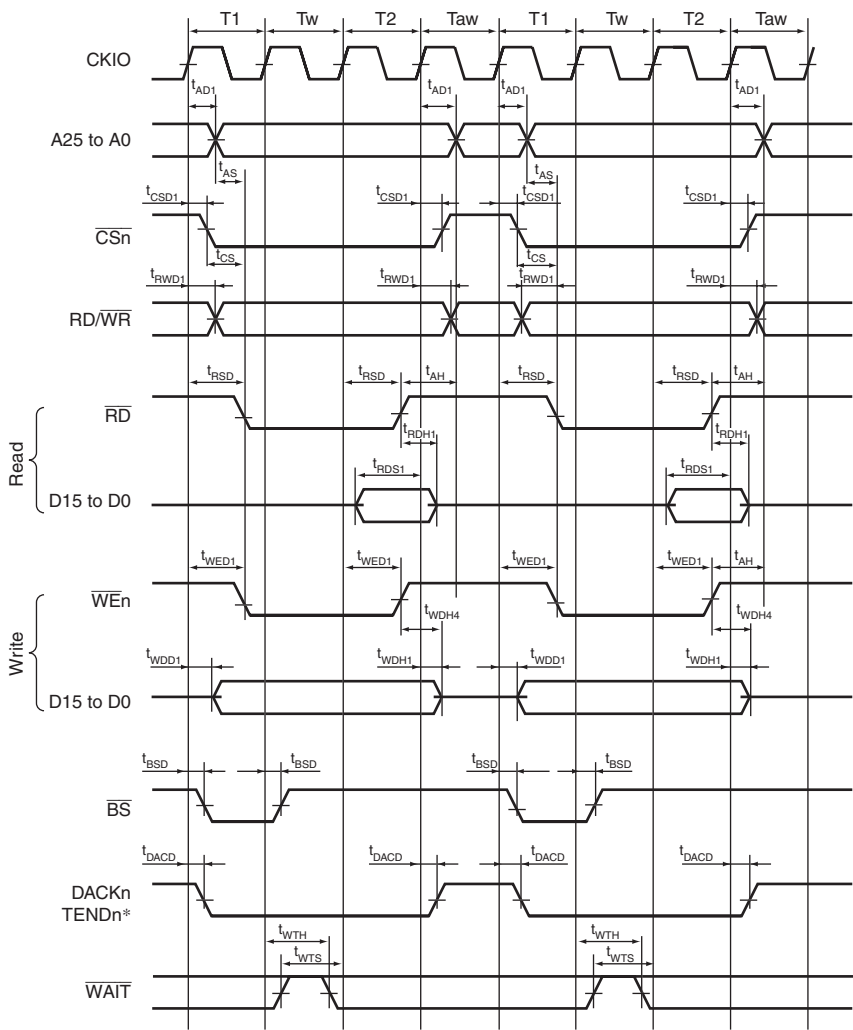 T1 Tw T2 Taw T1 Tw T2 Taw
CKIO
tAD1 tAD1 tAD1 tAD1
A25 to A0
tAS tAS
tCSD1 tCSD1 tCSD1 tCSD1
CSn
tCS tCS
tRWD1 tRWD1 tRWD1 tRWD1
RD/WR
tRSD tRSD tAH tRSD tRSD tAH
RD
tRDH1 tRDH1
Read
tRDS1 tRDS1
D15 to D0
tWED1 tWED1 tAH tWED1 tWED1 tAH
WEn
tWDH4 tWDH4
Write
tWDD1 tWDH1 tWDD1 tWDH1
D15 to D0
tBSD tBSD tBSD tBSD
BS
tDACD tDACD tDACD tDACD
DACKn
TENDn*
tWTH tWTH
tWTS tWTS
WAIT